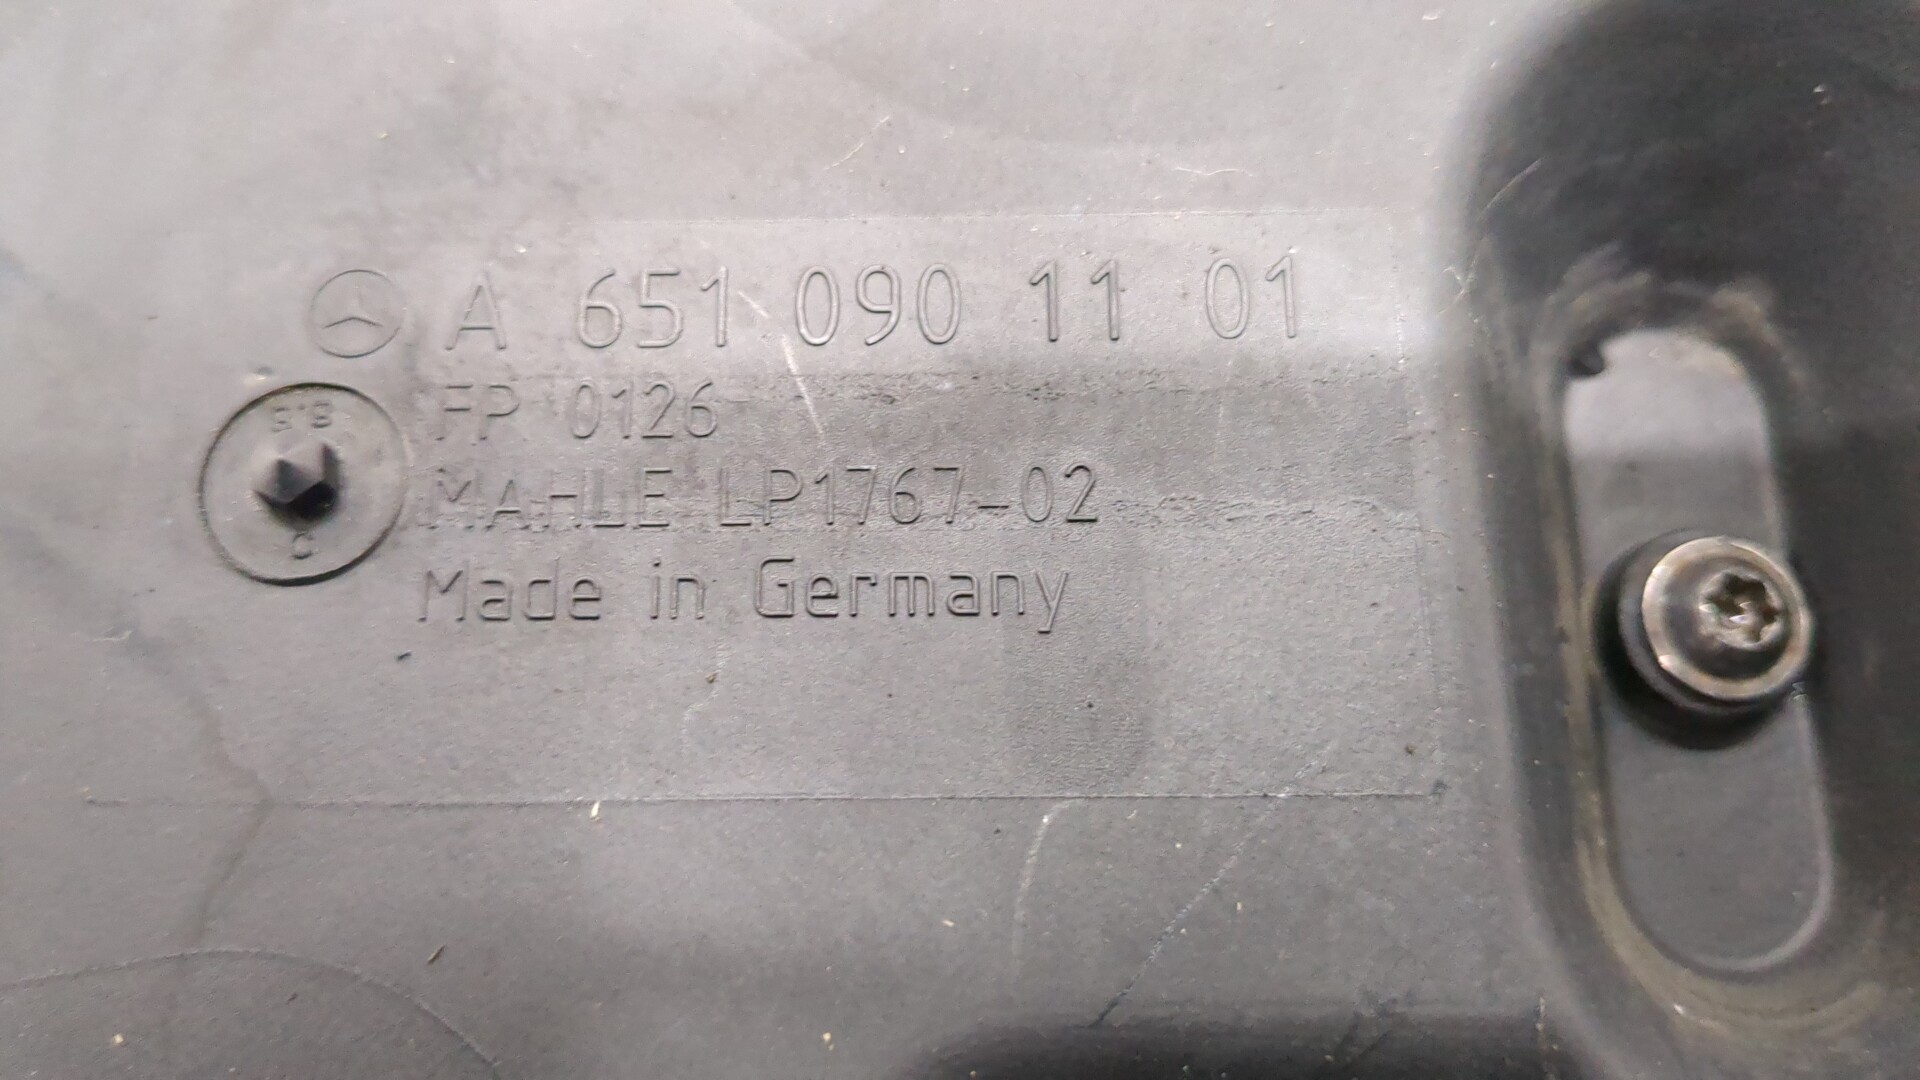 A 651 090 11 01
FP 0126
MAHLE LP1767-02
Made in Germany
C